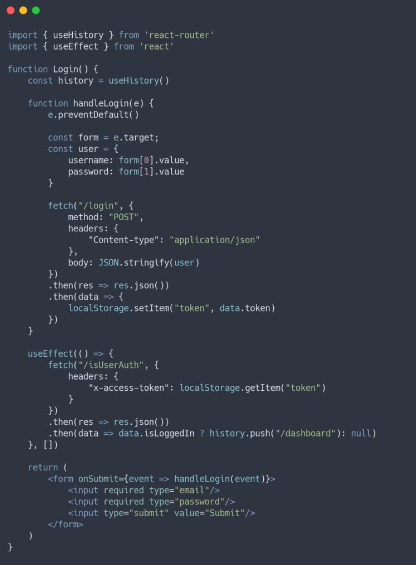 import { useHistory } from 'react-router'
import { useEffect } from 'react'
function Login() {
const history = useHistory()
function handleLogin(e) {
e.preventDefault()
const form = e.target;
const user = {
username: form[0].value,
password: form[1].value
}
fetch("/login", {
method: "POST",
headers: {
"Content-type": "application/json"
},
body: JSON.stringify(user)
})
.then(res => res.json())
.then(data => {
localStorage.setItem("token", data.token)
})
}
useEffect(() => {
fetch("/isUserAuth", {
headers: {
"x-access-token": localStorage.getItem("token")
}
})
.then(res => res.json())
.then(data => data.isLoggedIn ? history.push("/dashboard"): null)
}, [])
return (
<form onSubmit={event => handleLogin(event)}>
<input required type="email"/>
<input required type="password"/>
<input type="submit" value="Submit"/>
</form>
)
}